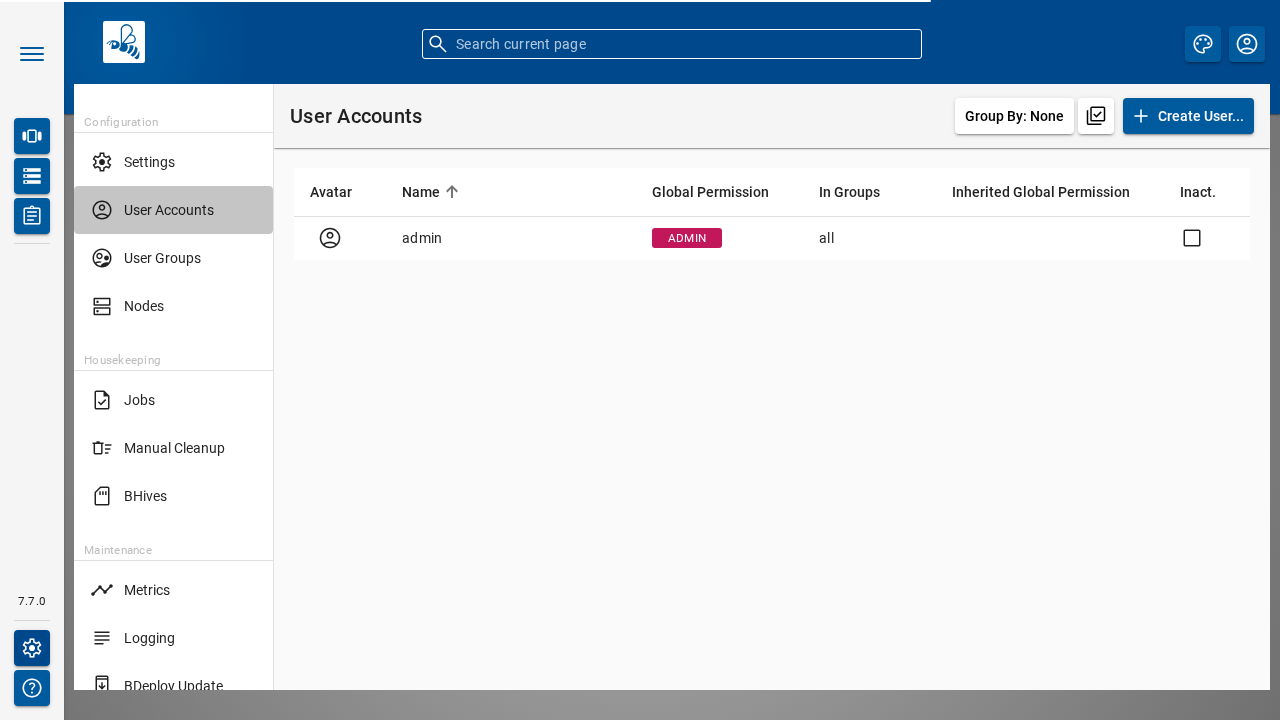 Search current page
7.7.0
Configuration
Settings
User Accounts
User Groups
Nodes
Housekeeping
Jobs
Manual Cleanup
BHives
Maintenance
Metrics
Logging
BDeploy Update
User Accounts
Group By: None
Create User...
Avatar Name Global Permission In Groups Inherited Global Permission Inact.
admin ADMIN all